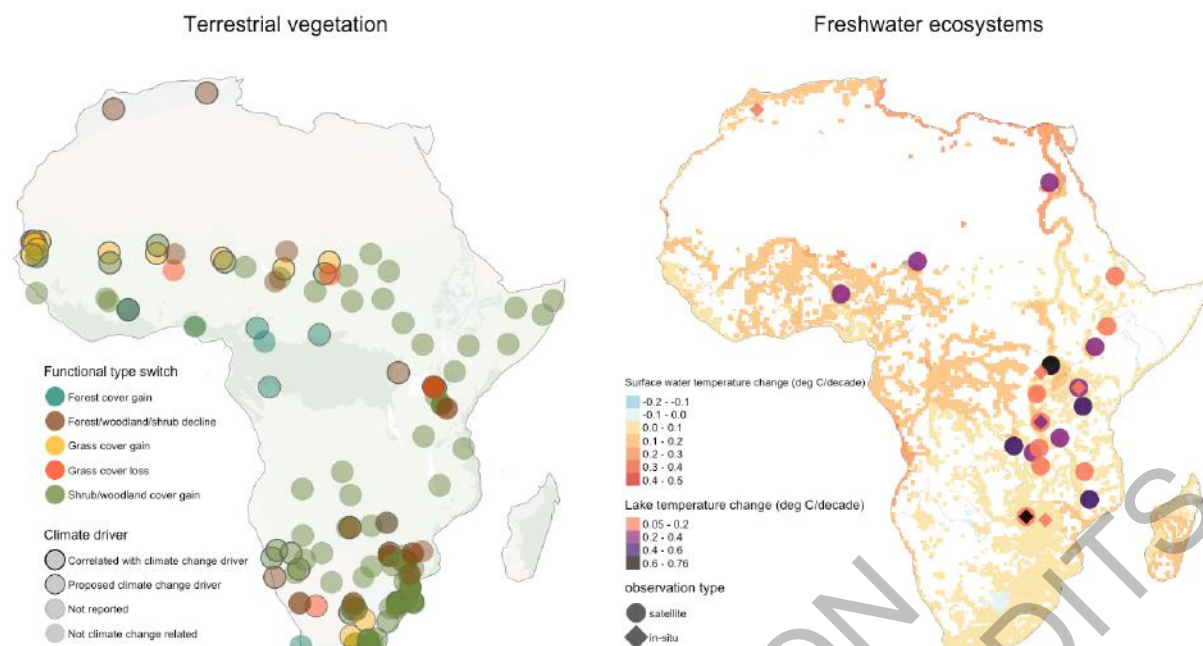 Terrestrial vegetation
Freshwater ecosystems
Functional type switch
Forest cover gain
Forest/woodland/shrub decline
Grass cover gain
Grass cover loss
Shrub/woodland cover gain
Climate driver
Correlated with climate change driver
Proposed climate change driver
Not reported
Not climate change related
Surface water temperature change (deg C/decade)
-0.2 - -0.1
-0.1 - 0.0
0.0 - 0.1
0.1 - 0.2
0.2 - 0.3
0.3 - 0.4
0.4 - 0.5
Lake temperature change (deg C/decade)
0.05 - 0.2
0.2 - 0.4
0.4 - 0.6
0.6 - 0.76
observation type
satellite
in-situ